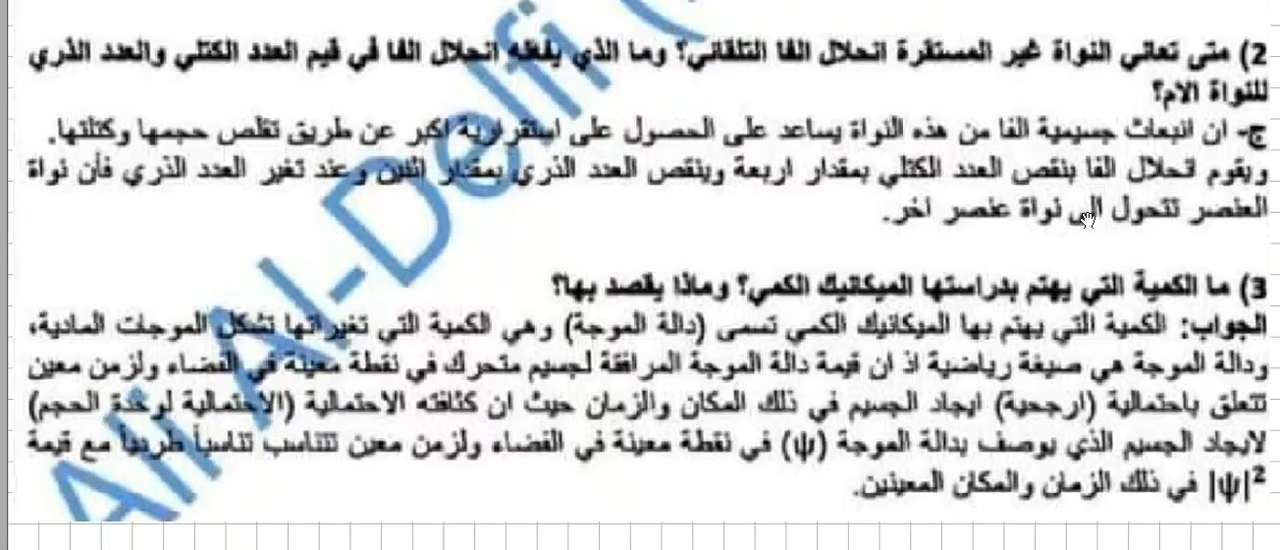 2) متى تعاني النواة غير المستقرة انحلال الفا التلقائي؟ وما الذي يفعله انحلال الفا في قيم العدد الكتلي والعدد الذري
للنواة الام؟
ج- ان انبعاث جسيمية الفا من هذه النواة يساعد على الحصول على استقرارية اكبر عن طريق تقلص حجمها وكتلتها.
ويقوم انحلال الفا بنقص العدد الكتلي بمقدار اربعة وينقص العدد الذري بمقدار اثنين وعند تغير العدد الذري فأن نواة
العنصر تتحول الى نواة عنصر اخر.
3) ما الكمية التي يهتم بدراستها الميكانيك الكمي؟ وماذا يقصد بها؟
الجواب: الكمية التي يهتم بها الميكانيك الكمي تسمى (دالة الموجة) وهي الكمية التي تغيراتها تشكل الموجات المادية،
ودالة الموجة هي صيغة رياضية اذ ان قيمة دالة الموجة المرافقة لجسيم متحرك في نقطة معينة في الفضاء ولزمن معين
تتعلق باحتمالية (ارجحية) ايجاد الجسيم في ذلك المكان والزمان حيث ان كثافته الاحتمالية (الاحتمالية لوحدة الحجم)
لايجاد الجسيم الذي يوصف بدالة الموجة (ψ) في نقطة معينة في الفضاء ولزمن معين تتناسب تناسباً طردياً مع قيمة
|ψ|² في ذلك الزمان والمكان المعينين.
Ali Al-Delfi (